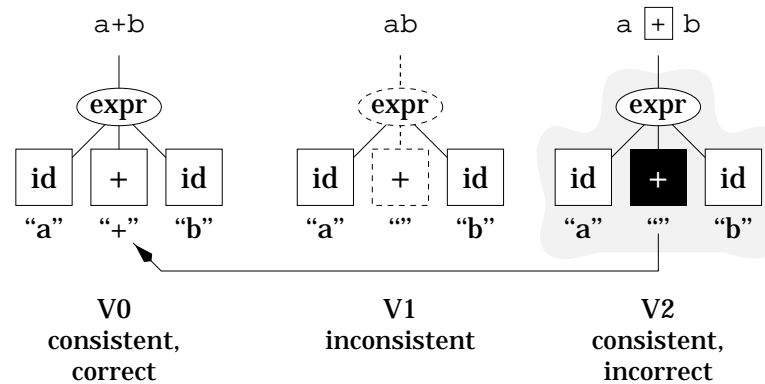 a+b ab a + b
expr expr expr
id + id id + id id + id
“a” “+” “b” “a” “” “b” “a” “” “b”
V0 V1 V2
consistent, inconsistent consistent,
correct incorrect